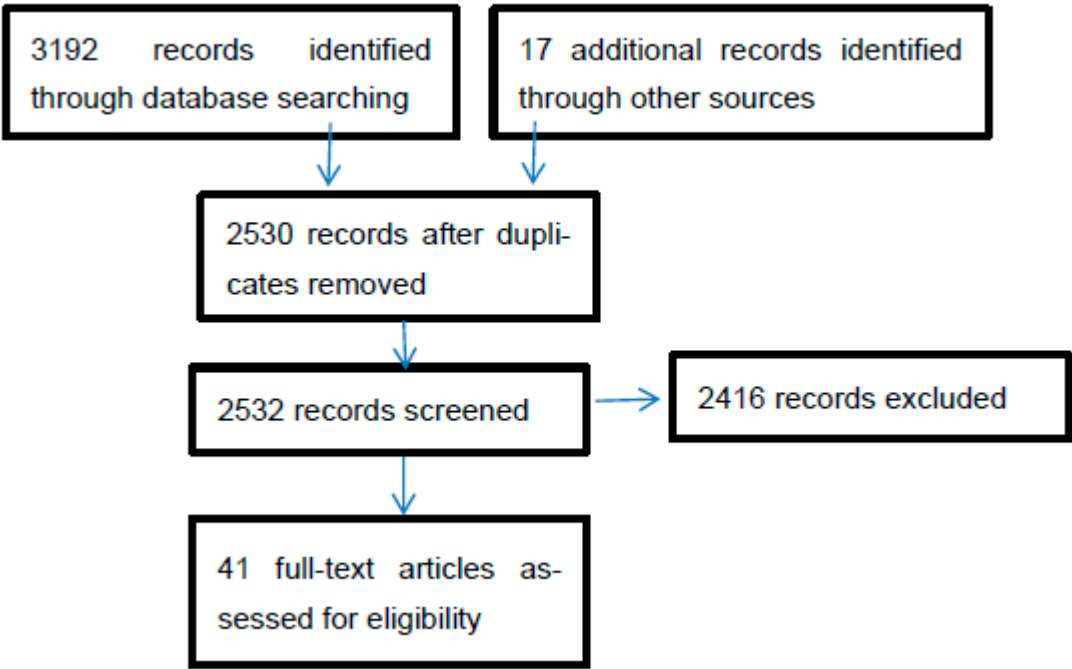 3192 records identified
through database searching
17 additional records identified
through other sources
2530 records after dupli-
cates removed
2532 records screened
2416 records excluded
41 full-text articles as-
sessed for eligibility